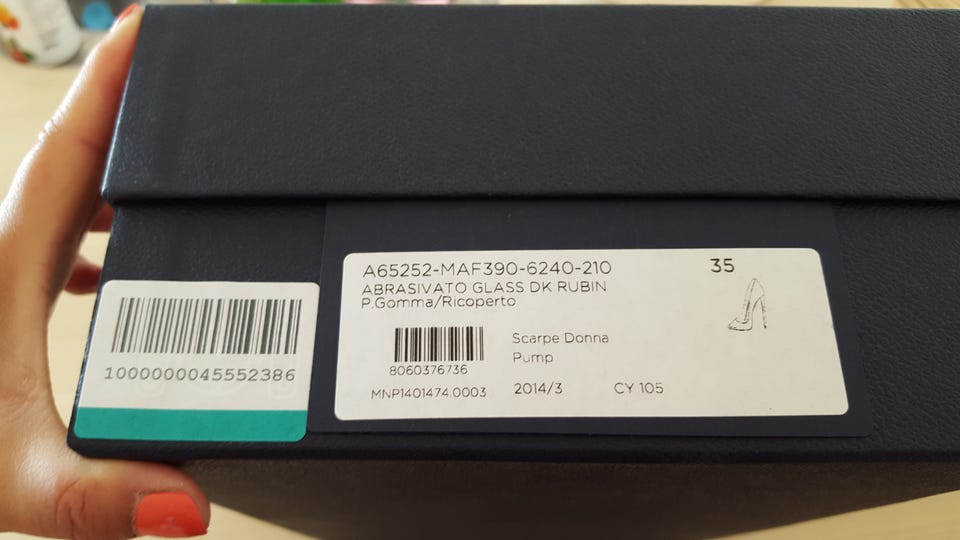 A65252-MAF390-6240-210 35
ABRASIVATO GLASS DK RUBIN
P.Gomma/Ricoperto
Scarpe Donna
Pump
8060376736
MNP1401474.0003 2014/3 CY 105
1000000045552386